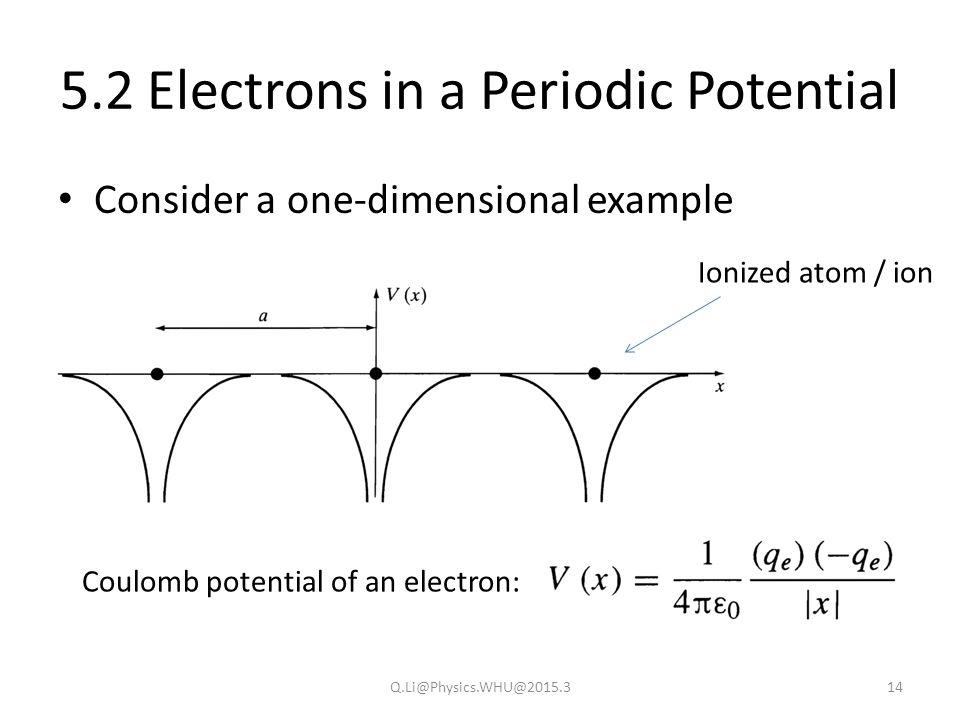 5.2 Electrons in a Periodic Potential
• Consider a one-dimensional example
Ionized atom / ion
V (x)
a
x
Coulomb potential of an electron:
V (x) = 1/(4πε₀) (qₑ) (−qₑ)/|x|
Q.Li@Physics.WHU@2015.3
14